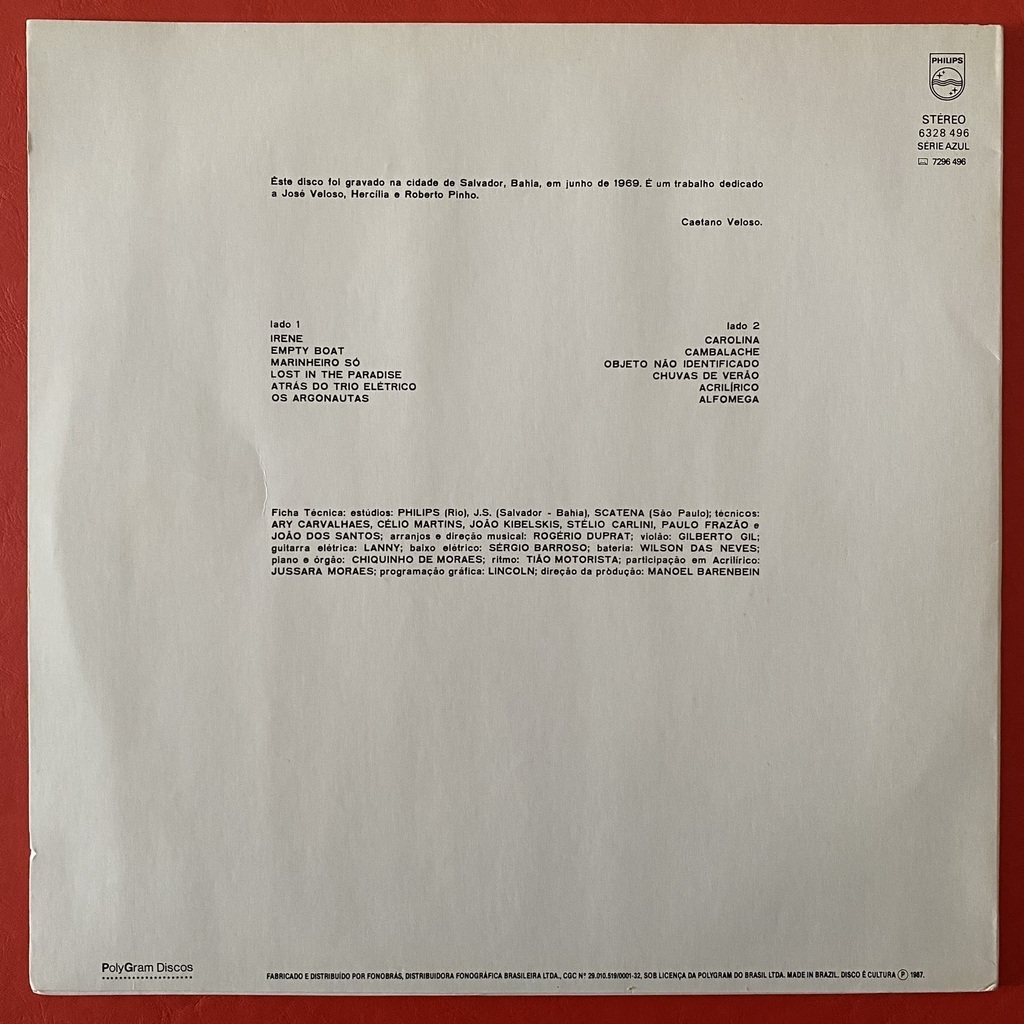 PHILIPS
STÉREO
6328 496
SÉRIE AZUL
7296 496
Êste disco foi gravado na cidade de Salvador, Bahia, em junho de 1969. É um trabalho dedicado
a José Veloso, Hercília e Roberto Pinho.
Caetano Veloso.
lado 1
IRENE
EMPTY BOAT
MARINHEIRO SÓ
LOST IN THE PARADISE
ATRÁS DO TRIO ELÉTRICO
OS ARGONAUTAS
lado 2
CAROLINA
CAMBALACHE
OBJETO NÃO IDENTIFICADO
CHUVAS DE VERÃO
ACRILÍRICO
ALFOMEGA
Ficha Técnica: estúdios: PHILIPS (Rio), J.S. (Salvador - Bahia), SCATENA (São Paulo); técnicos:
ARY CARVALHAES, CÉLIO MARTINS, JOÃO KIBELSKIS, STÉLIO CARLINI, PAULO FRAZÃO e
JOÃO DOS SANTOS; arranjos e direção musical: ROGÉRIO DUPRAT; violão: GILBERTO GIL;
guitarra elétrica: LANNY; baixo elétrico: SÉRGIO BARROSO; bateria: WILSON DAS NEVES;
piano e órgão: CHIQUINHO DE MORAES; ritmo: TIÃO MOTORISTA; participação em Acrilírico:
JUSSARA MORAES; programação gráfica: LINCOLN; direção da pròdução: MANOEL BARENBEIN
PolyGram Discos
FABRICADO E DISTRIBUÍDO POR FONOBRÁS, DISTRIBUIDORA FONOGRÁFICA BRASILEIRA LTDA., CGC Nº 29.010.519/0001-32, SOB LICENÇA DA POLYGRAM DO BRASIL LTDA. MADE IN BRAZIL. DISCO É CULTURA Ⓟ 1987.